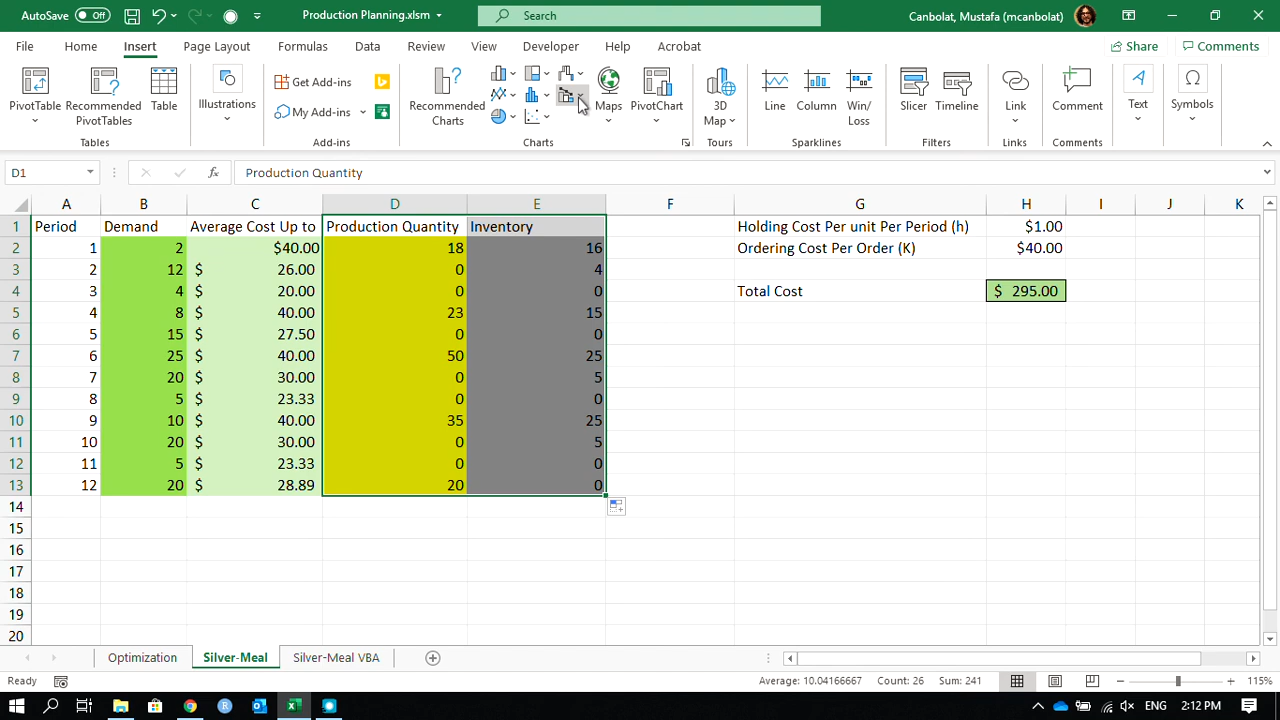 AutoSave Off Production Planning.xlsm Search Canbolat, Mustafa (mcanbolat)
File Home Insert Page Layout Formulas Data Review View Developer Help Acrobat Share Comments
PivotTable Recommended PivotTables Table Illustrations Get Add-ins My Add-ins Recommended Charts Maps PivotChart 3D Map Line Column Win/Loss Slicer Timeline Link Comment Text Symbols
Tables Add-ins Charts Tours Sparklines Filters Links Comments
D1 fx Production Quantity
A B C D E F G H I J K
1 Period Demand Average Cost Up to Production Quantity Inventory Holding Cost Per unit Per Period (h) $1.00
2 1 2 $40.00 18 16 Ordering Cost Per Order (K) $40.00
3 2 12 $ 26.00 0 4
4 3 4 $ 20.00 0 0 Total Cost $ 295.00
5 4 8 $ 40.00 23 15
6 5 15 $ 27.50 0 0
7 6 25 $ 40.00 50 25
8 7 20 $ 30.00 0 5
9 8 5 $ 23.33 0 0
10 9 10 $ 40.00 35 25
11 10 20 $ 30.00 0 5
12 11 5 $ 23.33 0 0
13 12 20 $ 28.89 20 0
14
15
16
17
18
19
20
Optimization Silver-Meal Silver-Meal VBA
Ready Average: 10.04166667 Count: 26 Sum: 241 115%
ENG 2:12 PM